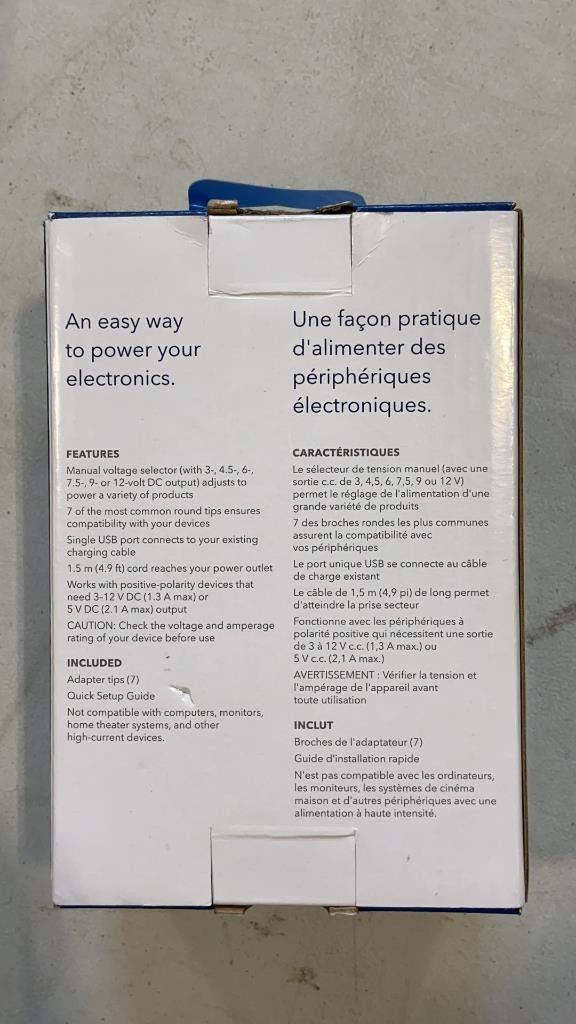 An easy way
to power your
electronics.
FEATURES
Manual voltage selector (with 3-, 4.5-, 6-,
7.5-, 9- or 12-volt DC output) adjusts to
power a variety of products
7 of the most common round tips ensures
compatibility with your devices
Single USB port connects to your existing
charging cable
1.5 m (4.9 ft) cord reaches your power outlet
Works with positive-polarity devices that
need 3–12 V DC (1.3 A max) or
5 V DC (2.1 A max) output
CAUTION: Check the voltage and amperage
rating of your device before use
INCLUDED
Adapter tips (7)
Quick Setup Guide
Not compatible with computers, monitors,
home theater systems, and other
high-current devices.
Une façon pratique
d'alimenter des
périphériques
électroniques.
CARACTÉRISTIQUES
Le sélecteur de tension manuel (avec une
sortie c.c. de 3, 4,5, 6, 7,5, 9 ou 12 V)
permet le réglage de l'alimentation d'une
grande variété de produits
7 des broches rondes les plus communes
assurent la compatibilité avec
vos périphériques
Le port unique USB se connecte au câble
de charge existant
Le câble de 1,5 m (4,9 pi) de long permet
d'atteindre la prise secteur
Fonctionne avec les périphériques à
polarité positive qui nécessitent une sortie
de 3 à 12 V c.c. (1,3 A max.) ou
5 V c.c. (2,1 A max.)
AVERTISSEMENT : Vérifier la tension et
l'ampérage de l'appareil avant
toute utilisation
INCLUT
Broches de l'adaptateur (7)
Guide d'installation rapide
N'est pas compatible avec les ordinateurs,
les moniteurs, les systèmes de cinéma
maison et d'autres périphériques avec une
alimentation à haute intensité.